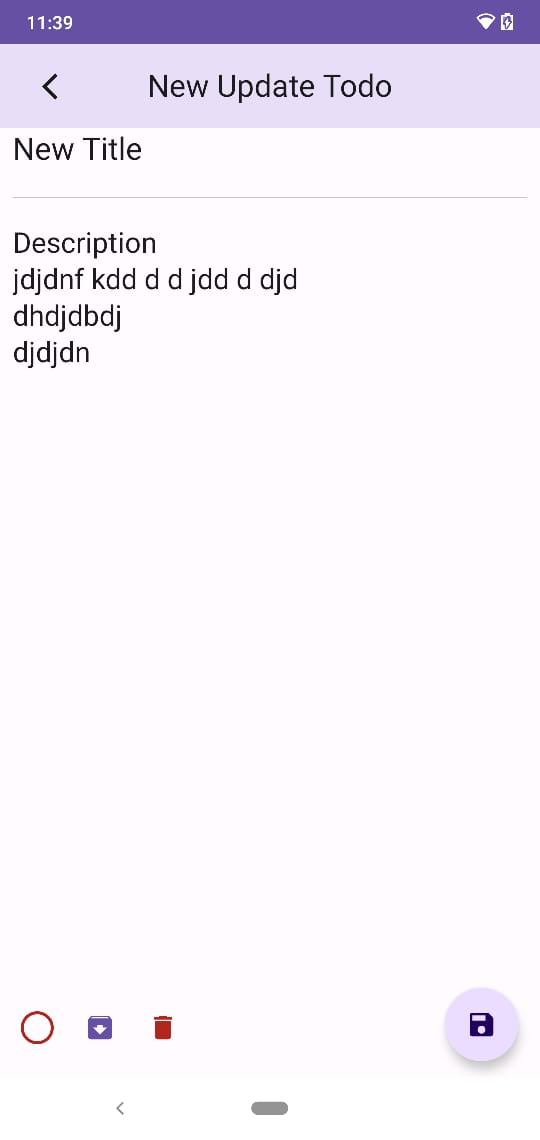 11:39
New Update Todo
New Title
Description
jdjdnf kdd d d jdd d djd
dhdjdbdj
djdjdn